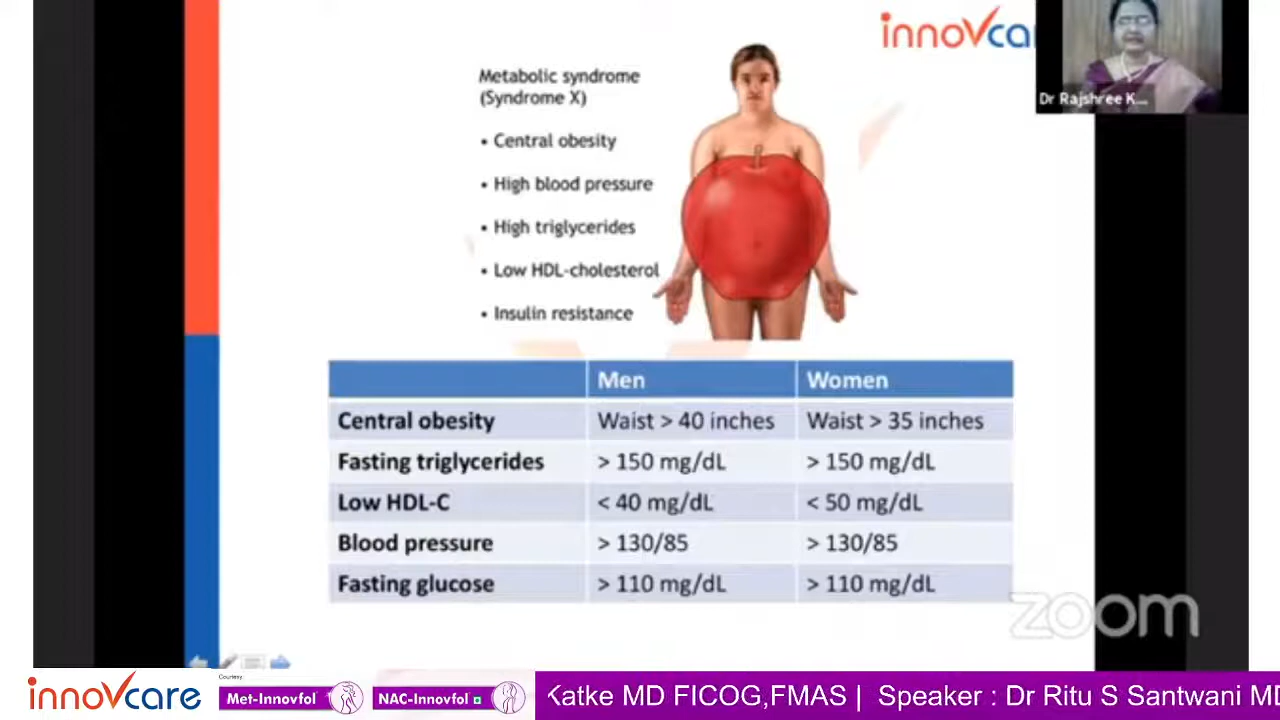 innovca
Dr Rajshree K...
Metabolic syndrome
(Syndrome X)
• Central obesity
• High blood pressure
• High triglycerides
• Low HDL-cholesterol
• Insulin resistance
Men Women
Central obesity Waist > 40 inches Waist > 35 inches
Fasting triglycerides > 150 mg/dL > 150 mg/dL
Low HDL-C < 40 mg/dL < 50 mg/dL
Blood pressure > 130/85 > 130/85
Fasting glucose > 110 mg/dL > 110 mg/dL
zoom
innovcare
Courtesy
Met-Innovfol NAC-Innovfol
Katke MD FICOG,FMAS | Speaker : Dr Ritu S Santwani MD